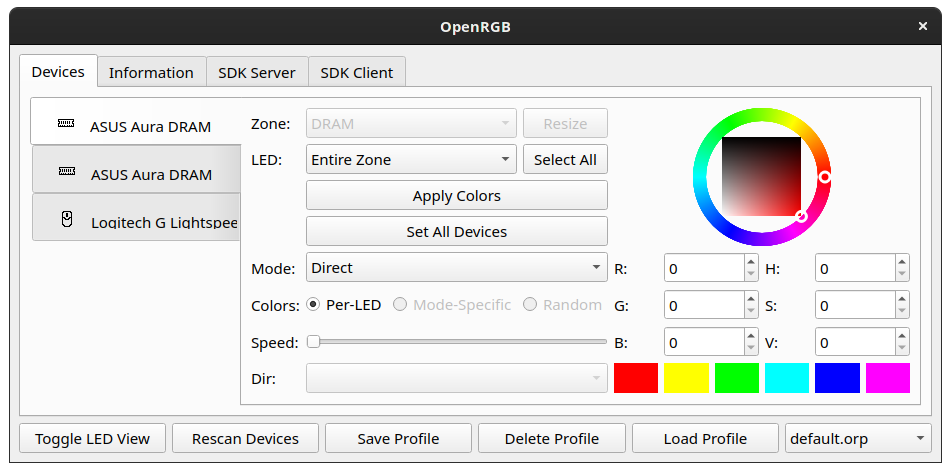 OpenRGB
Devices Information SDK Server SDK Client
ASUS Aura DRAM
ASUS Aura DRAM
Logitech G Lightspee
Zone: DRAM Resize
LED: Entire Zone Select All
Apply Colors
Set All Devices
Mode: Direct R: 0 H: 0
Colors: Per-LED Mode-Specific Random G: 0 S: 0
Speed: B: 0 V: 0
Dir:
Toggle LED View Rescan Devices Save Profile Delete Profile Load Profile default.orp